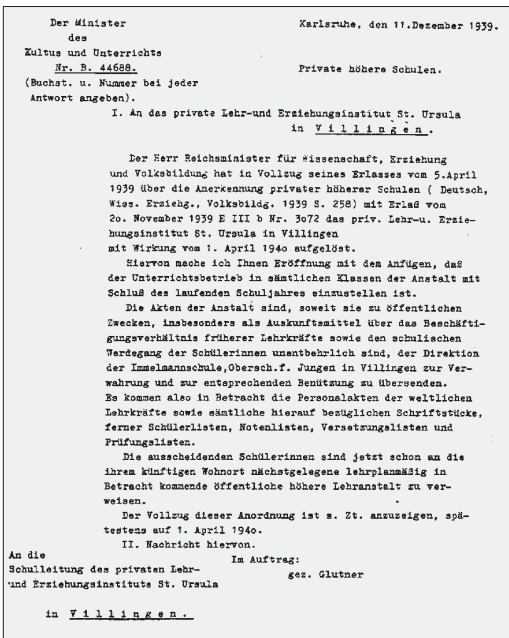 Der Minister
des
Kultus und Unterrichts
Nr. B. 44688.
(Buchst. u. Nummer bei jeder
Antwort angeben).
Karlsruhe, den 11.Dezember 1939.
Private höhere Schulen.
I. An das private Lehr-und Erziehungsinstitut St. Ursula
in Villingen.
Der Herr Reichsminister für Wissenschaft, Erziehung
und Volksbildung hat in Vollzug seines Erlasses vom 5.April
1939 über die Anerkennung privater höherer Schulen ( Deutsch,
Wiss. Erziehg., Volksbildg. 1939 S. 258) mit Erlaß vom
2o. November 1939 E III b Nr. 3o72 das priv. Lehr-u. Erzie-
hungsinstitut St. Ursula in Villingen
mit Wirkung vom 1. April 194o aufgelöst.
Hiervon mache ich Ihnen Eröffnung mit dem Anfügen, daß
der Unterrichtsbetrieb in sämtlichen Klassen der Anstalt mit
Schluß des laufenden Schuljahres einzustellen ist.
Die Akten der Anstalt sind, soweit sie zu öffentlichen
Zwecken, insbesonders als Auskunftsmittel über das Beschäfti-
gungsverhältnis früherer Lehrkräfte sowie den schulischen
Werdegang der Schülerinnen unentbehrlich sind, der Direktion
der Immelmannschule,Obersch.f. Jungen in Villingen zur Ver-
wahrung und zur entsprechenden Benützung zu übersenden.
Es kommen also in Betracht die Personalakten der weltlichen
Lehrkräfte sowie sämtliche hierauf bezüglichen Schriftstücke,
ferner Schülerlisten, Notenlisten, Versetzungslisten und
Prüfungslisten.
Die ausscheidenden Schülerinnen sind jetzt schon an die
ihrem künftigen Wohnort nächstgelegene lehrplanmäßig in
Betracht kommende öffentliche höhere Lehranstalt zu ver-
weisen.
Der Vollzug dieser Anordnung ist s. Zt. anzuzeigen, spä-
testens auf 1. April 194o.
II. Nachricht hiervon.
Im Auftrag:
gez. Glutner
An die
Schulleitung des privaten Lehr-
und Erziehungsinstituts St. Ursula
in Villingen.